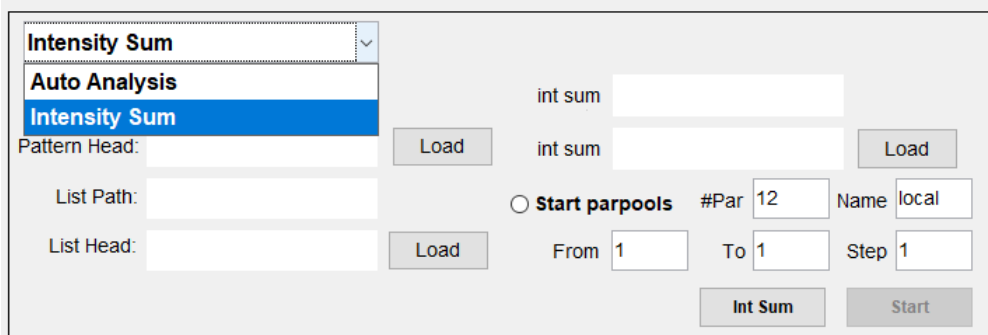 Intensity Sum
Auto Analysis
Intensity Sum
int sum
Pattern Head: Load int sum Load
List Path: Start parpools #Par 12 Name local
List Head: Load From 1 To 1 Step 1
Int Sum Start